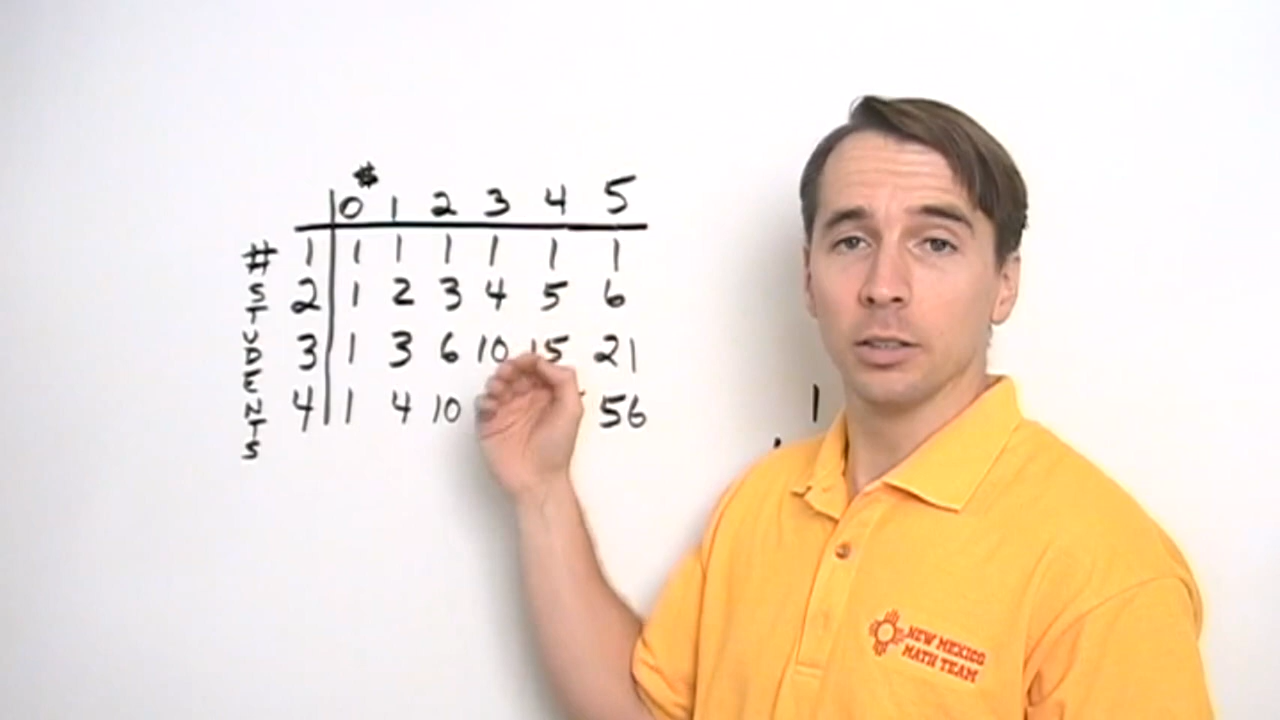 $
0 1 2 3 4 5
# 1 1 1 1 1 1 1
STUDENTS
2 1 2 3 4 5 6
3 1 3 6 10 15 21
4 1 4 10 56
NEW MEXICO
MATH TEAM